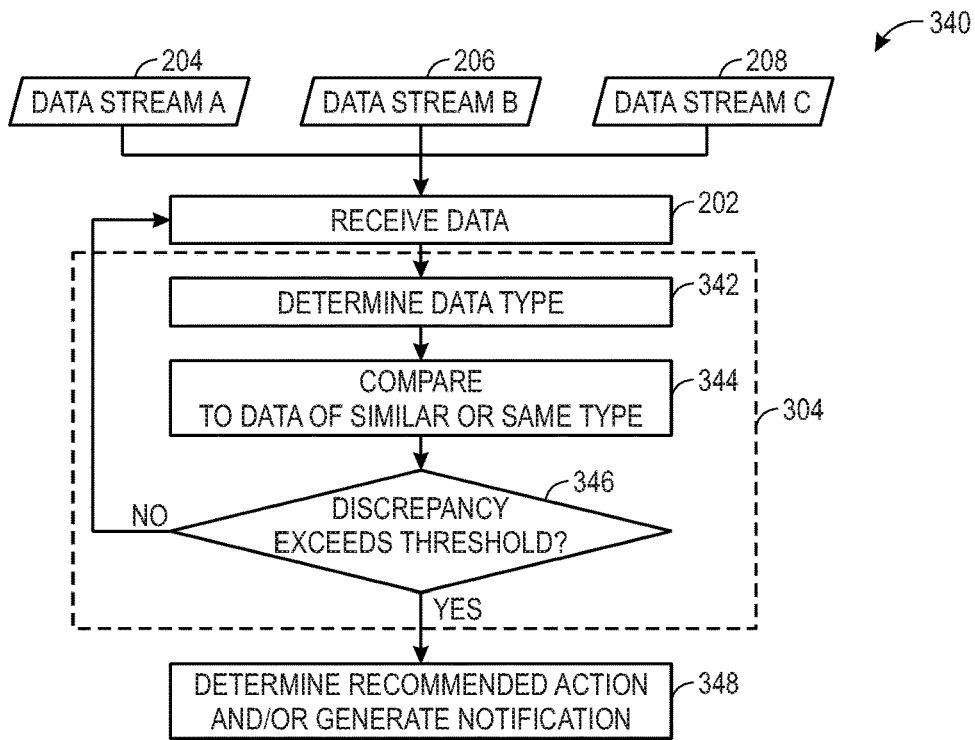 340
204
206
208
DATA STREAM A
DATA STREAM B
DATA STREAM C
RECEIVE DATA
202
DETERMINE DATA TYPE
342
COMPARE
TO DATA OF SIMILAR OR SAME TYPE
344
304
346
DISCREPANCY
EXCEEDS THRESHOLD?
NO
YES
DETERMINE RECOMMENDED ACTION
AND/OR GENERATE NOTIFICATION
348